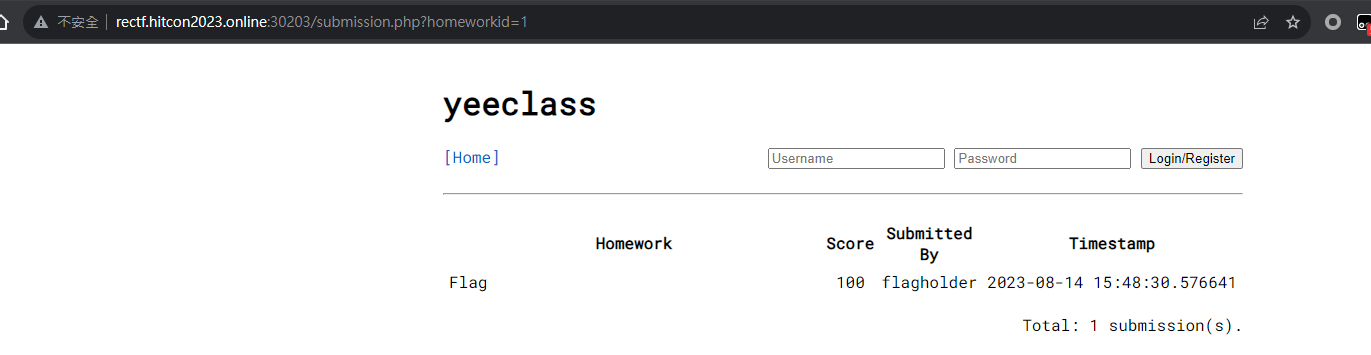 不安全 | rectf.hitcon2023.online:30203/submission.php?homeworkid=1
yeeclass
[Home] Username Password Login/Register
Homework Score Submitted By Timestamp
Flag 100 flagholder 2023-08-14 15:48:30.576641
Total: 1 submission(s).